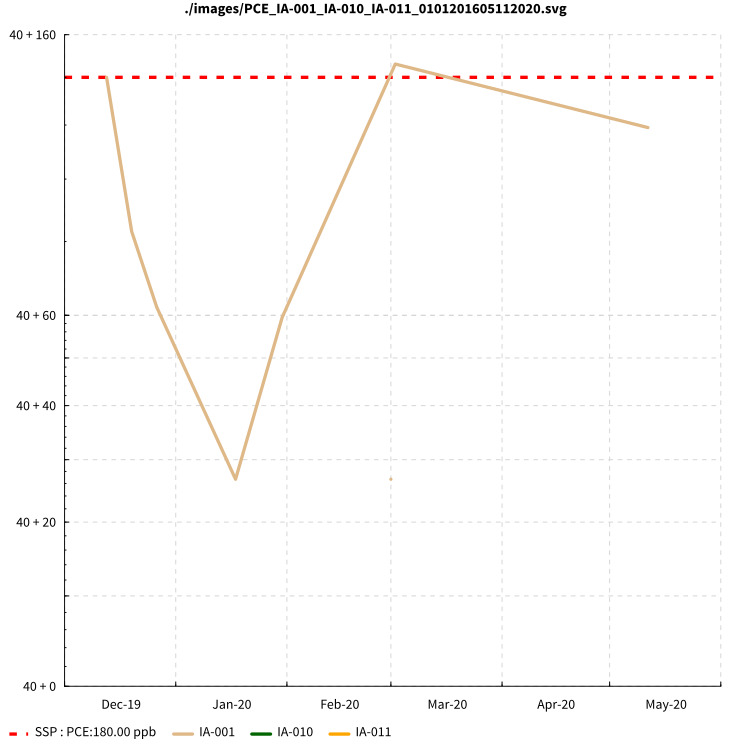 ./images/PCE_IA-001_IA-010_IA-011_0101201605112020.svg
40 + 160
40 + 60
40 + 40
40 + 20
40 + 0
Dec-19 Jan-20 Feb-20 Mar-20 Apr-20 May-20
SSP : PCE:180.00 ppb IA-001 IA-010 IA-011